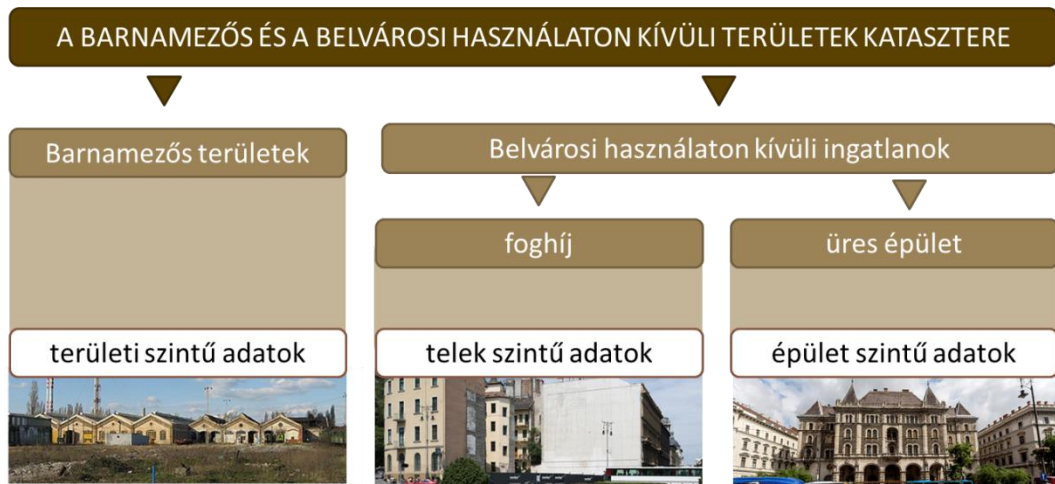 A BARNAMEZŐS ÉS A BELVÁROSI HASZNÁLATON KÍVÜLI TERÜLETEK KATASZTERE
Barnamezős területek
Belvárosi használaton kívüli ingatlanok
foghíj
üres épület
területi szintű adatok
telek szintű adatok
épület szintű adatok